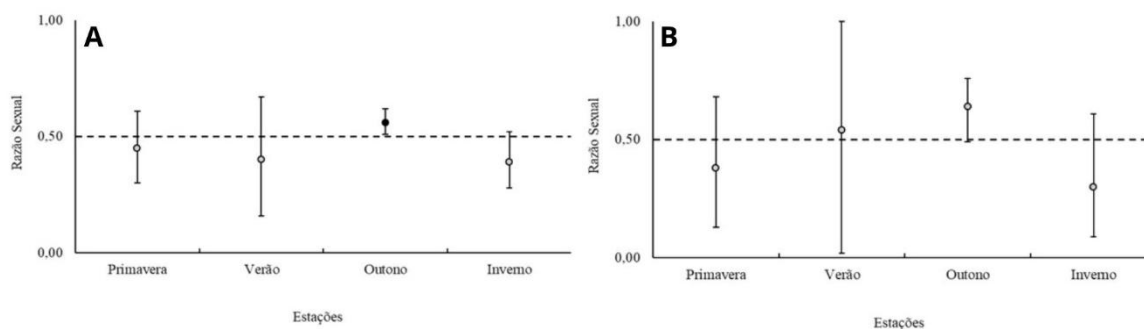 A
1,00
0,50
0,00
Razão Sexual
Primavera
Verão
Outono
Inverno
Estações
B
1,00
0,50
0,00
Razão Sexual
Primavera
Verão
Outono
Inverno
Estações